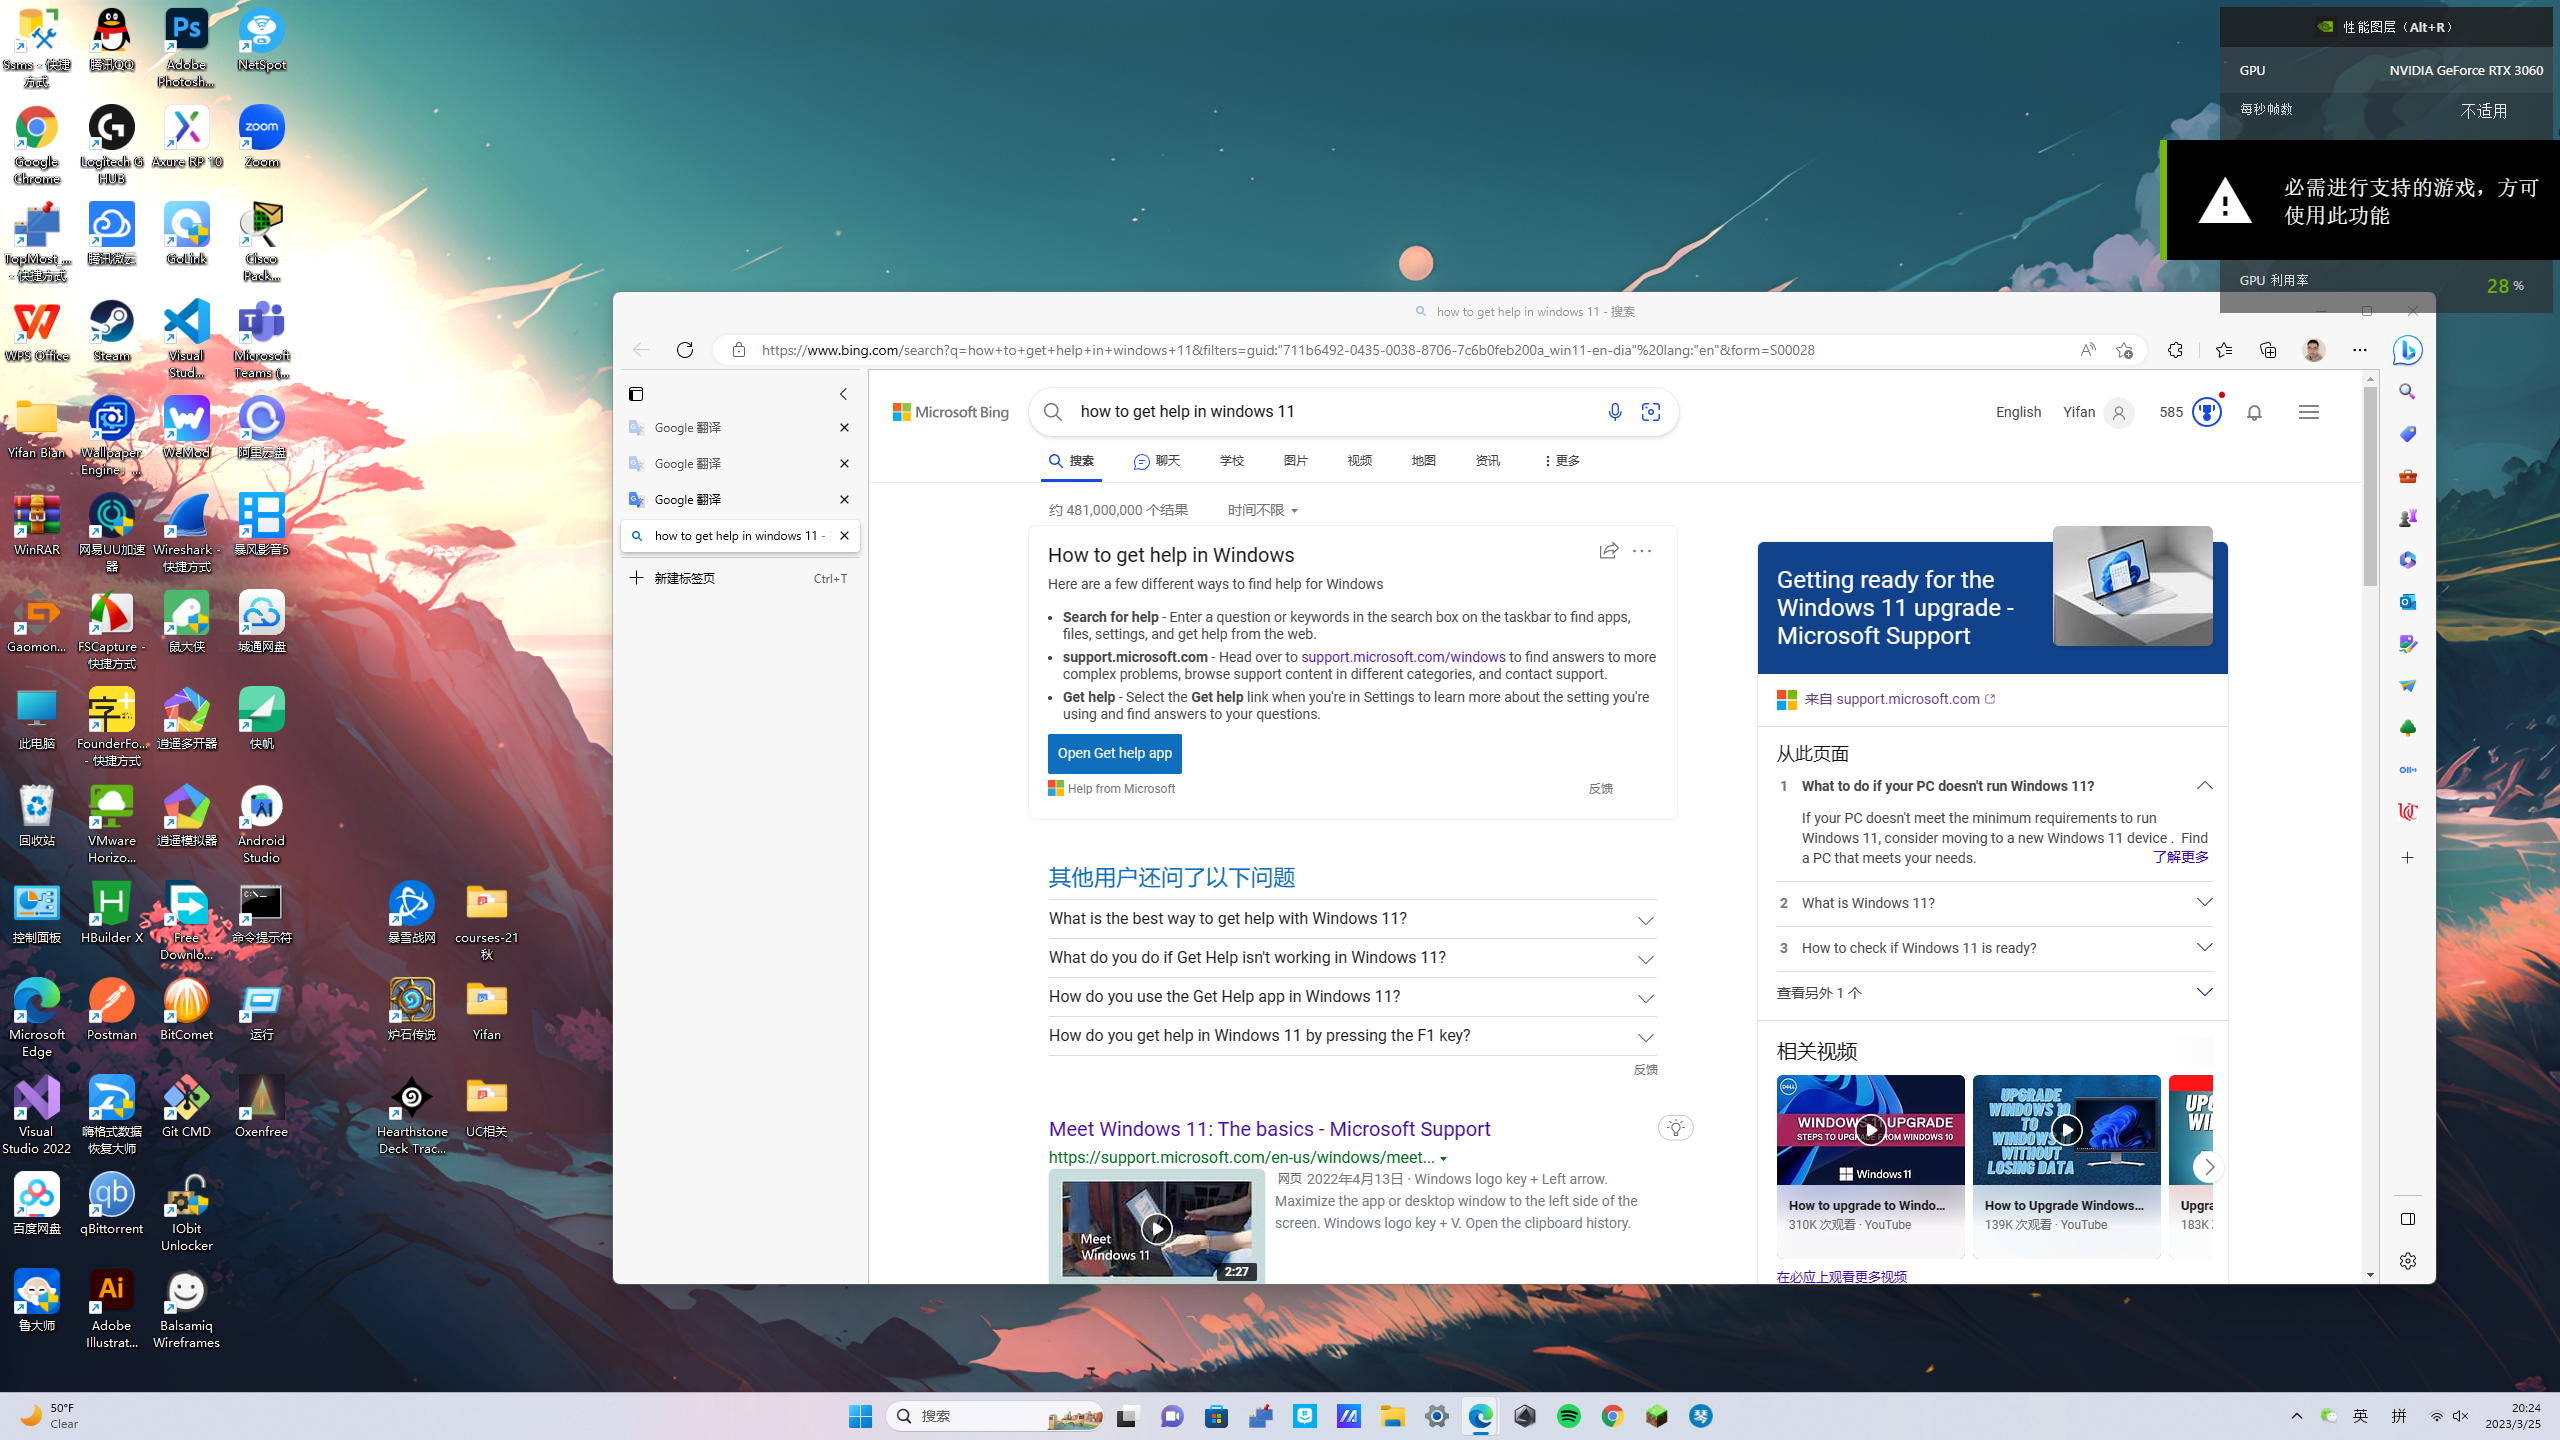 Ssms - 快捷方式
腾讯QQ
Adobe Photosh...
NetSpot
Google Chrome
Logitech G HUB
Axure RP 10
Zoom
TopMost_... - 快捷方式
腾讯微云
GoLink
Cisco Pack...
WPS Office
Steam
Visual Stud...
Microsoft Teams (...
Yifan Bian
Wallpaper Engine：...
WeMod
阿里云盘
WinRAR
网易UU加速器
Wireshark - 快捷方式
暴风影音5
Gaomon...
FSCapture - 快捷方式
鼠大侠
城通网盘
此电脑
FounderFo... - 快捷方式
逍遥多开器
快帆
回收站
VMware Horizo...
逍遥模拟器
Android Studio
控制面板
HBuilder X
Free Downlo...
命令提示符
暴雪战网
courses-21秋
Microsoft Edge
Postman
BitComet
运行
炉石传说
Yifan
Visual Studio 2022
嗨格式数据恢复大师
Git CMD
Oxenfree
Hearthstone Deck Trac...
UC相关
百度网盘
qBittorrent
IObit Unlocker
鲁大师
Adobe Illustrat...
Balsamiq Wireframes
性能图层（Alt+R）
GPU NVIDIA GeForce RTX 3060
每秒帧数 不适用
必需进行支持的游戏，方可
使用此功能
GPU 利用率 28 %
how to get help in windows 11 - 搜索
https://www.bing.com/search?q=how+to+get+help+in+windows+11&filters=guid:"711b6492-0435-0038-8706-7c6b0feb200a_win11-en-dia"%20lang:"en"&form=S00028
Google 翻译
Google 翻译
Google 翻译
how to get help in windows 11 -
新建标签页 Ctrl+T
Microsoft Bing
how to get help in windows 11
English Yifan 585
搜索 聊天 学校 图片 视频 地图 资讯 更多
约 481,000,000 个结果 时间不限
How to get help in Windows
Here are a few different ways to find help for Windows
• Search for help - Enter a question or keywords in the search box on the taskbar to find apps,
files, settings, and get help from the web.
• support.microsoft.com - Head over to support.microsoft.com/windows to find answers to more
complex problems, browse support content in different categories, and contact support.
• Get help - Select the Get help link when you're in Settings to learn more about the setting you're
using and find answers to your questions.
Open Get help app
Help from Microsoft 反馈
其他用户还问了以下问题
What is the best way to get help with Windows 11?
What do you do if Get Help isn't working in Windows 11?
How do you use the Get Help app in Windows 11?
How do you get help in Windows 11 by pressing the F1 key?
反馈
Meet Windows 11: The basics - Microsoft Support
https://support.microsoft.com/en-us/windows/meet...
网页 2022年4月13日 · Windows logo key + Left arrow.
Maximize the app or desktop window to the left side of the
screen. Windows logo key + V. Open the clipboard history.
Meet
Windows 11
2:27
Getting ready for the
Windows 11 upgrade -
Microsoft Support
来自 support.microsoft.com
从此页面
1 What to do if your PC doesn't run Windows 11?
If your PC doesn't meet the minimum requirements to run
Windows 11, consider moving to a new Windows 11 device . Find
a PC that meets your needs. 了解更多
2 What is Windows 11?
3 How to check if Windows 11 is ready?
查看另外 1 个
相关视频
DELL
WINDOWS 11 UPGRADE
STEPS TO UPGRADE FROM WINDOWS 10
Windows 11
How to upgrade to Windo...
310K 次观看 · YouTube
UPGRADE
WINDOWS 10
TO
WINDOWS 11
WITHOUT
LOSING DATA
How to Upgrade Windows...
139K 次观看 · YouTube
Upgra
183K
在必应上观看更多视频
50°F
Clear
搜索
英 拼
20:24
2023/3/25